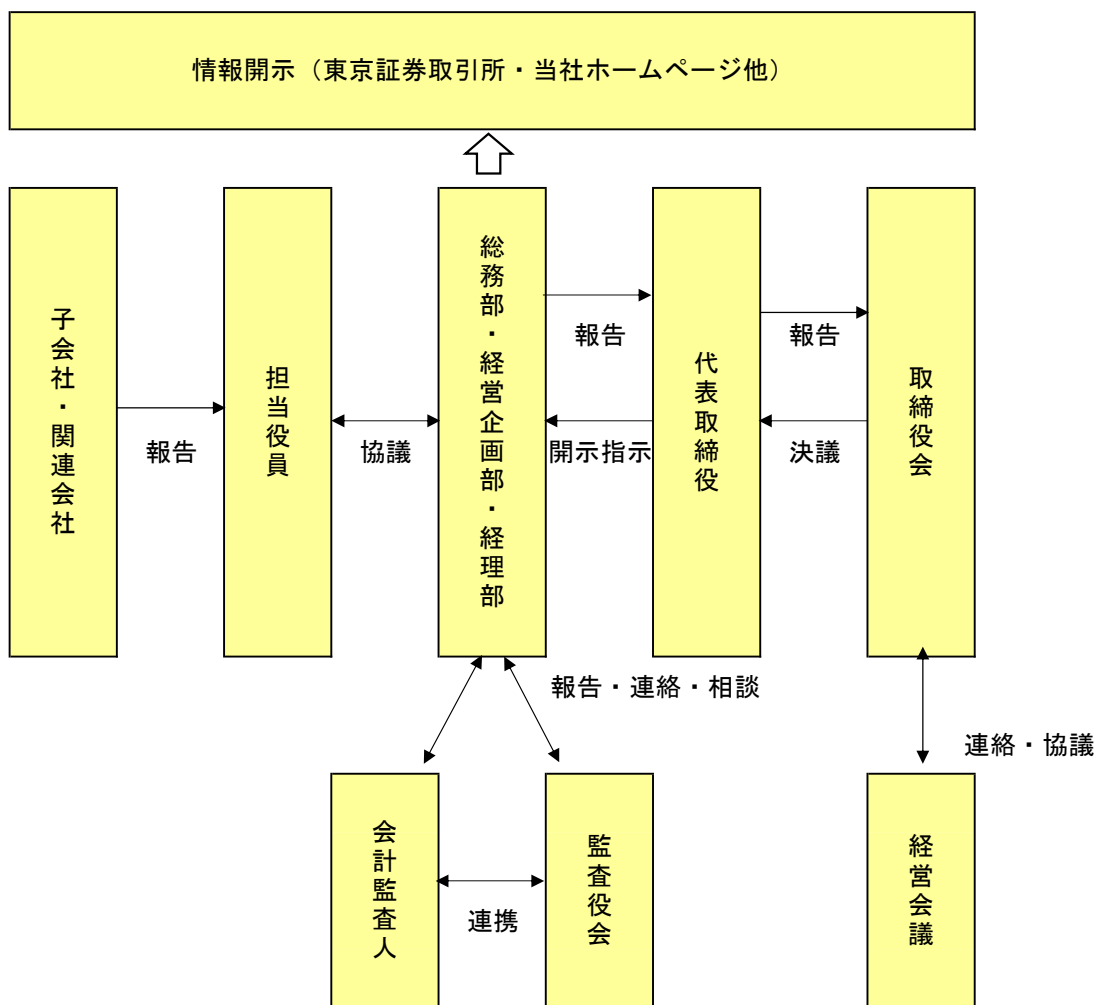 情報開示（東京証券取引所・当社ホームページ他）
子会社・関連会社
報告
担当役員
協議
総務部・経営企画部・経理部
報告
開示指示
代表取締役
報告
決議
取締役会
報告・連絡・相談
連絡・協議
会計監査人
連携
監査役会
経営会議